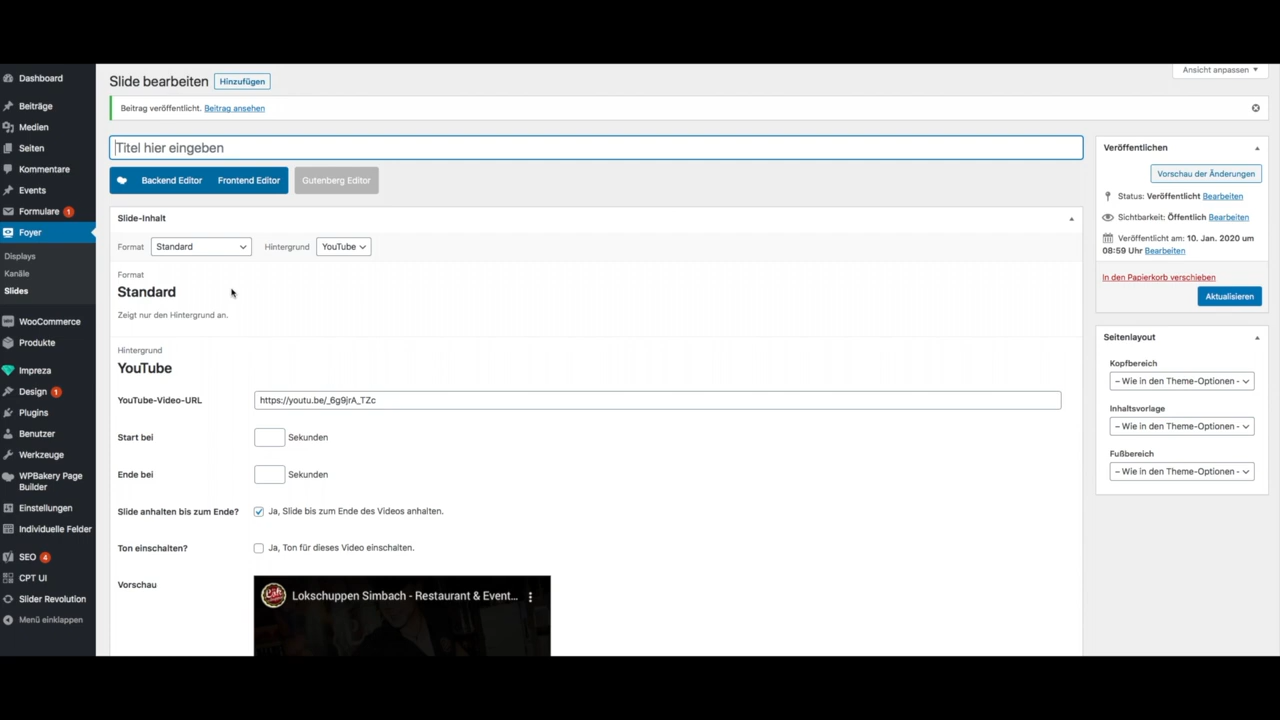 Dashboard
Beiträge
Medien
Seiten
Kommentare
Events
Formulare 1
Foyer
Displays
Kanäle
Slides
WooCommerce
Produkte
Impreza
Design 1
Plugins
Benutzer
Werkzeuge
WPBakery Page
Builder
Einstellungen
Individuelle Felder
SEO 4
CPT UI
Slider Revolution
Menü einklappen
Ansicht anpassen
Slide bearbeiten Hinzufügen
Beitrag veröffentlicht. Beitrag ansehen
Titel hier eingeben
Backend Editor Frontend Editor Gutenberg Editor
Slide-Inhalt
Format Standard Hintergrund YouTube
Format
Standard
Zeigt nur den Hintergrund an.
Hintergrund
YouTube
YouTube-Video-URL https://youtu.be/_6g9jrA_TZc
Start bei Sekunden
Ende bei Sekunden
Slide anhalten bis zum Ende? Ja, Slide bis zum Ende des Videos anhalten.
Ton einschalten? Ja, Ton für dieses Video einschalten.
Vorschau
Lokschuppen Simbach - Restaurant & Event...
Veröffentlichen
Vorschau der Änderungen
Status: Veröffentlicht Bearbeiten
Sichtbarkeit: Öffentlich Bearbeiten
Veröffentlicht am: 10. Jan. 2020 um
08:59 Uhr Bearbeiten
In den Papierkorb verschieben
Aktualisieren
Seitenlayout
Kopfbereich
– Wie in den Theme-Optionen -
Inhaltsvorlage
– Wie in den Theme-Optionen -
Fußbereich
– Wie in den Theme-Optionen -